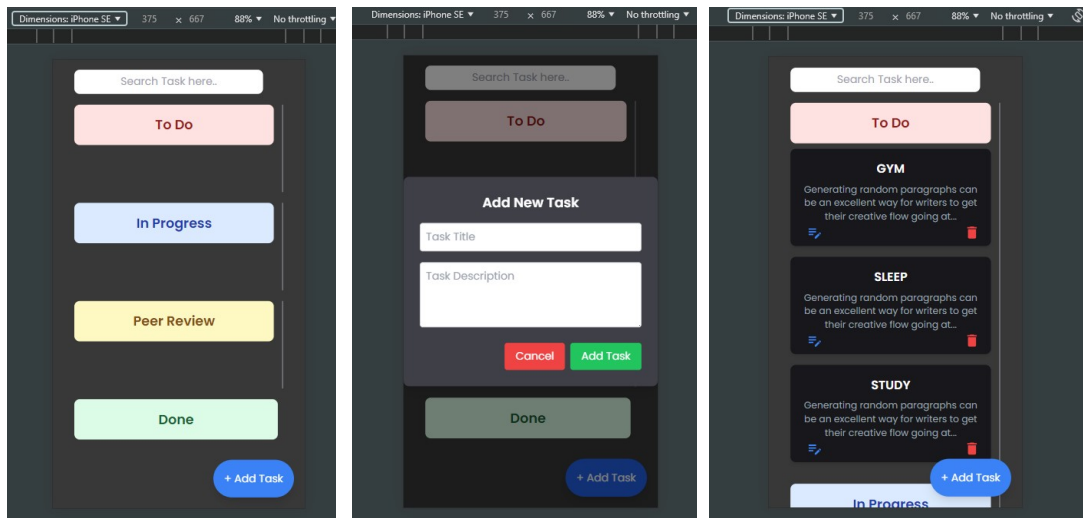 Dimensions: iPhone SE ▼ 375 x 667 88% ▼ No throttling ▼
Search Task here..
To Do
In Progress
Peer Review
Done
+ Add Task
Dimensions: iPhone SE ▼ 375 x 667 88% ▼ No throttling ▼
Search Task here..
To Do
Add New Task
Task Title
Task Description
Cancel Add Task
Done
+ Add Task
Dimensions: iPhone SE ▼ 375 x 667 88% ▼ No throttling ▼
Search Task here..
To Do
GYM
Generating random paragraphs can
be an excellent way for writers to get
their creative flow going at...
SLEEP
Generating random paragraphs can
be an excellent way for writers to get
their creative flow going at...
STUDY
Generating random paragraphs can
be an excellent way for writers to get
their creative flow going at...
+ Add Task
In Progress